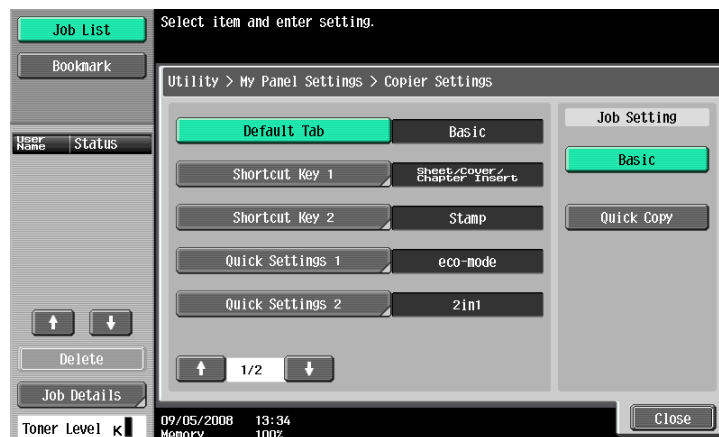 Job List
Bookmark
User Name Status
Delete
Job Details
Toner Level K
Select item and enter setting.
Utility > My Panel Settings > Copier Settings
Default Tab Basic
Shortcut Key 1 Sheet/Cover/
Chapter Insert
Shortcut Key 2 Stamp
Quick Settings 1 eco-mode
Quick Settings 2 2in1
1/2
Job Setting
Basic
Quick Copy
09/05/2008 13:34
Memory 100%
Close